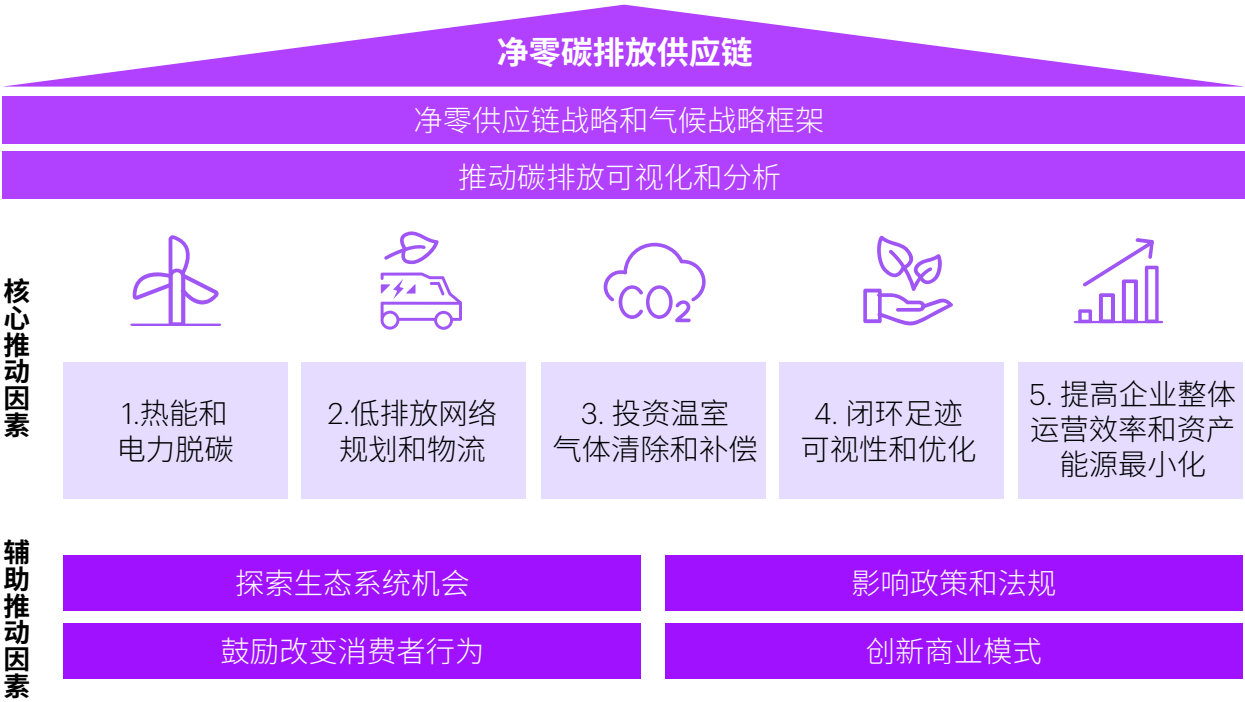 净零碳排放供应链
净零供应链战略和气候战略框架
推动碳排放可视化和分析
核心推动因素
CO2
1.热能和
电力脱碳
2.低排放网络
规划和物流
3. 投资温室
气体清除和补偿
4. 闭环足迹
可视性和优化
5. 提高企业整体
运营效率和资产
能源最小化
辅助推动因素
探索生态系统机会
影响政策和法规
鼓励改变消费者行为
创新商业模式